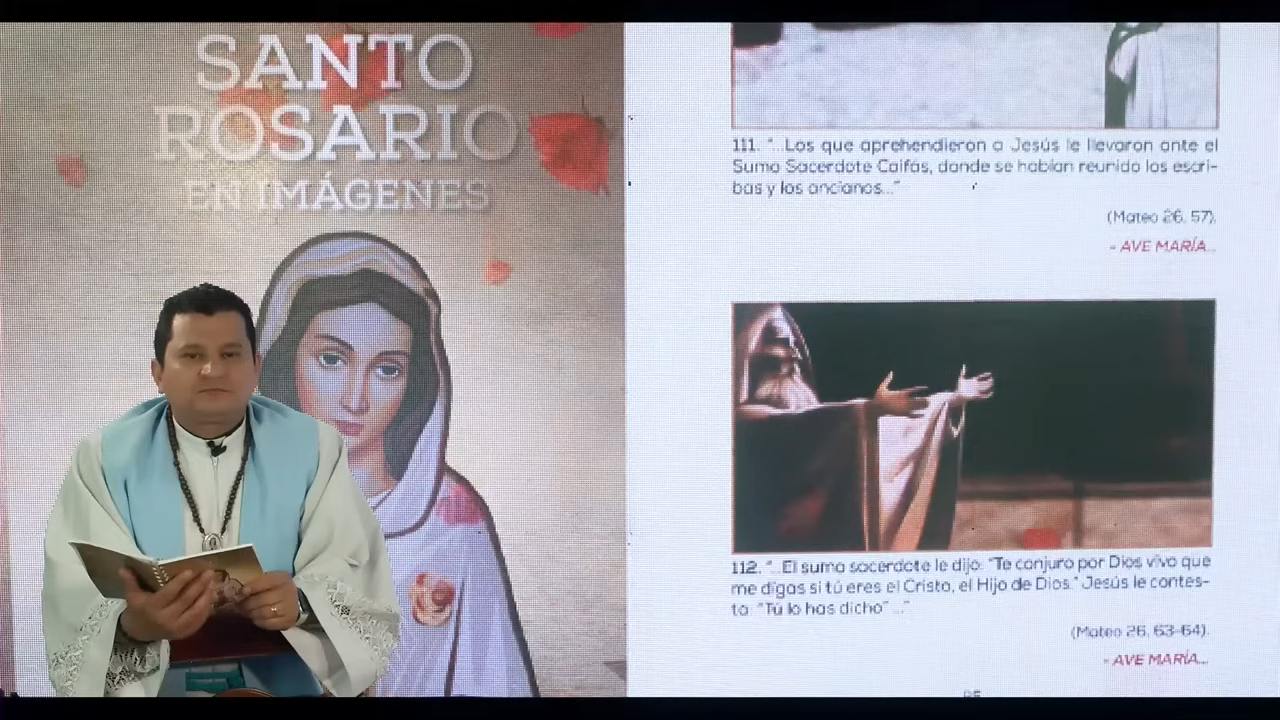 SANTO
ROSARIO
EN IMÁGENES
111. "...Los que aprehendieron a Jesús le llevaron ante el
Sumo Sacerdote Caifás, donde se habían reunido los escri-
bas y los ancianos..."
(Mateo 26, 57).
- AVE MARÍA...
112. "...El sumo sacerdote le dijo: "Te conjuro por Dios vivo que
me digas si tú eres el Cristo, el Hijo de Dios." Jesús le contes-
ta: "Tú lo has dicho"..."
(Mateo 26, 63-64).
- AVE MARÍA...